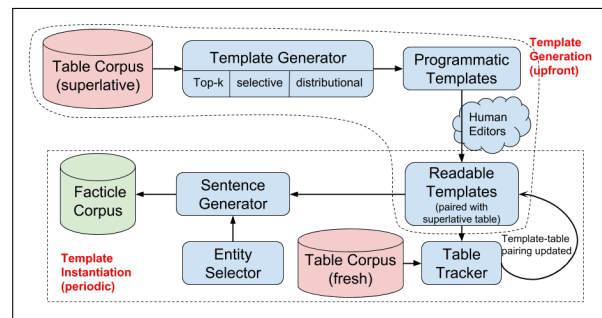 Table Corpus
(superlative)
Template Generator
Top-k
selective
distributional
Programmatic
Templates
Template
Generation
(upfront)
Human
Editors
Facticle
Corpus
Sentence
Generator
Readable
Templates
(paired with
superlative table)
Template
Instantiation
(periodic)
Entity
Selector
Table Corpus
(fresh)
Table
Tracker
Template-table
pairing updated